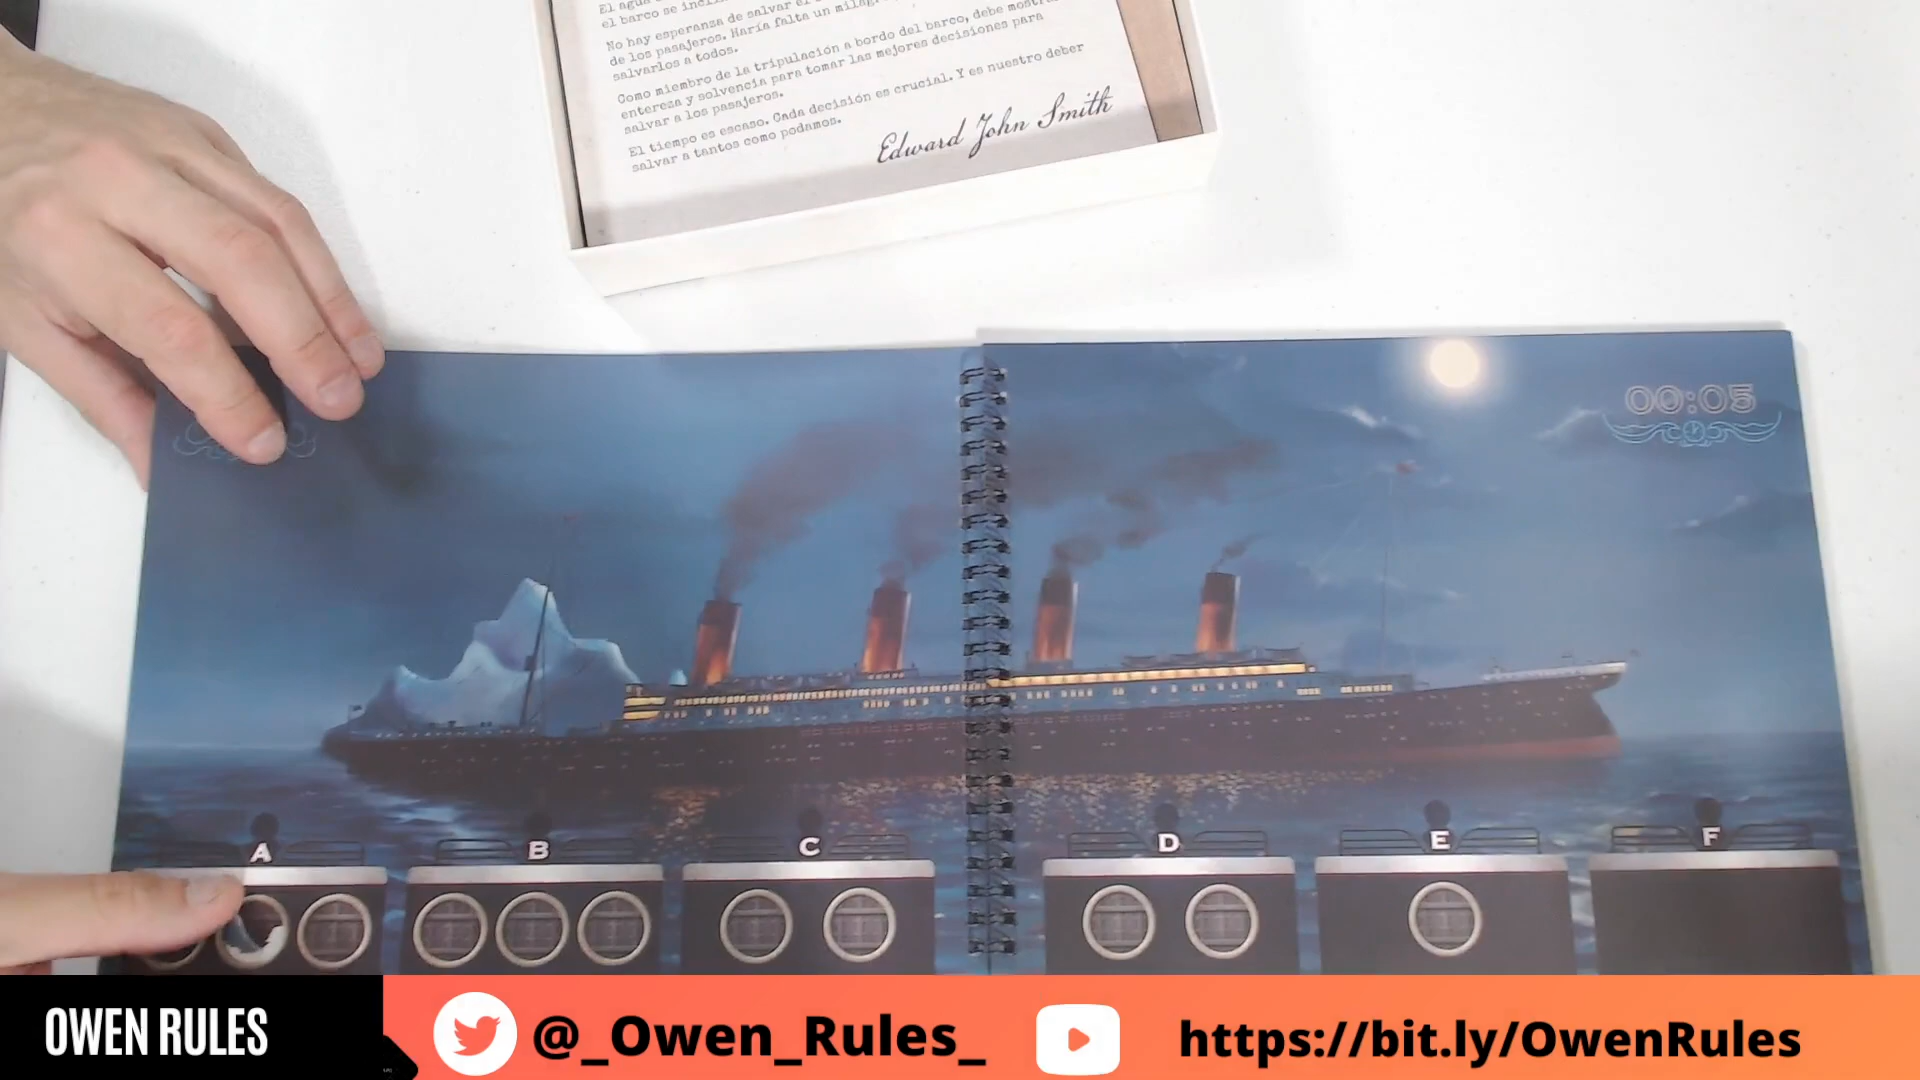 El agua
el barco se
No hay esperanza de salvar el
de los pasajeros. Haría falta un
salvarlos a todos.
Como miembro de la tripulación a bordo del barco, debe
entereza y solvencia para tomar las mejores decisiones para
salvar a los pasajeros.
El tiempo es escaso. Cada decisión es crucial. Y es nuestro deber
salvar a tantos como podamos.
Edward John Smith
00:05
A B C D E F
OWEN RULES
@_Owen_Rules_
https://bit.ly/OwenRules